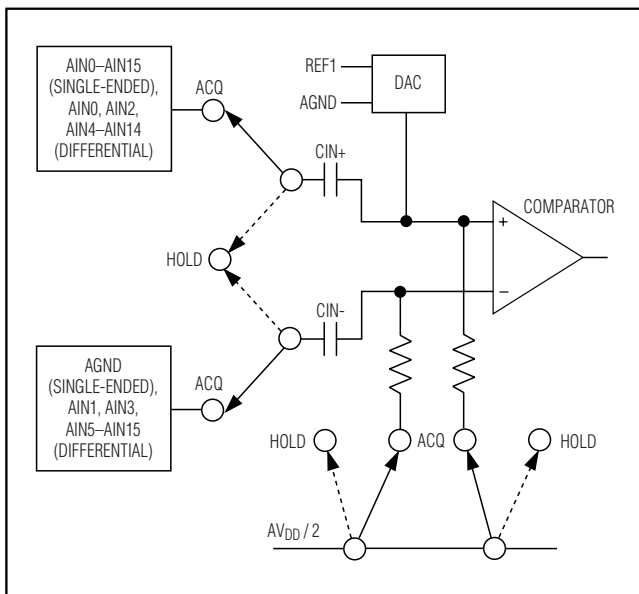 AIN0–AIN15
(SINGLE-ENDED),
AIN0, AIN2,
AIN4–AIN14
(DIFFERENTIAL)
ACQ
REF1
AGND
DAC
CIN+
COMPARATOR
+
HOLD
−
CIN-
AGND
(SINGLE-ENDED),
AIN1, AIN3,
AIN5–AIN15
(DIFFERENTIAL)
ACQ
HOLD
ACQ
HOLD
AVDD / 2